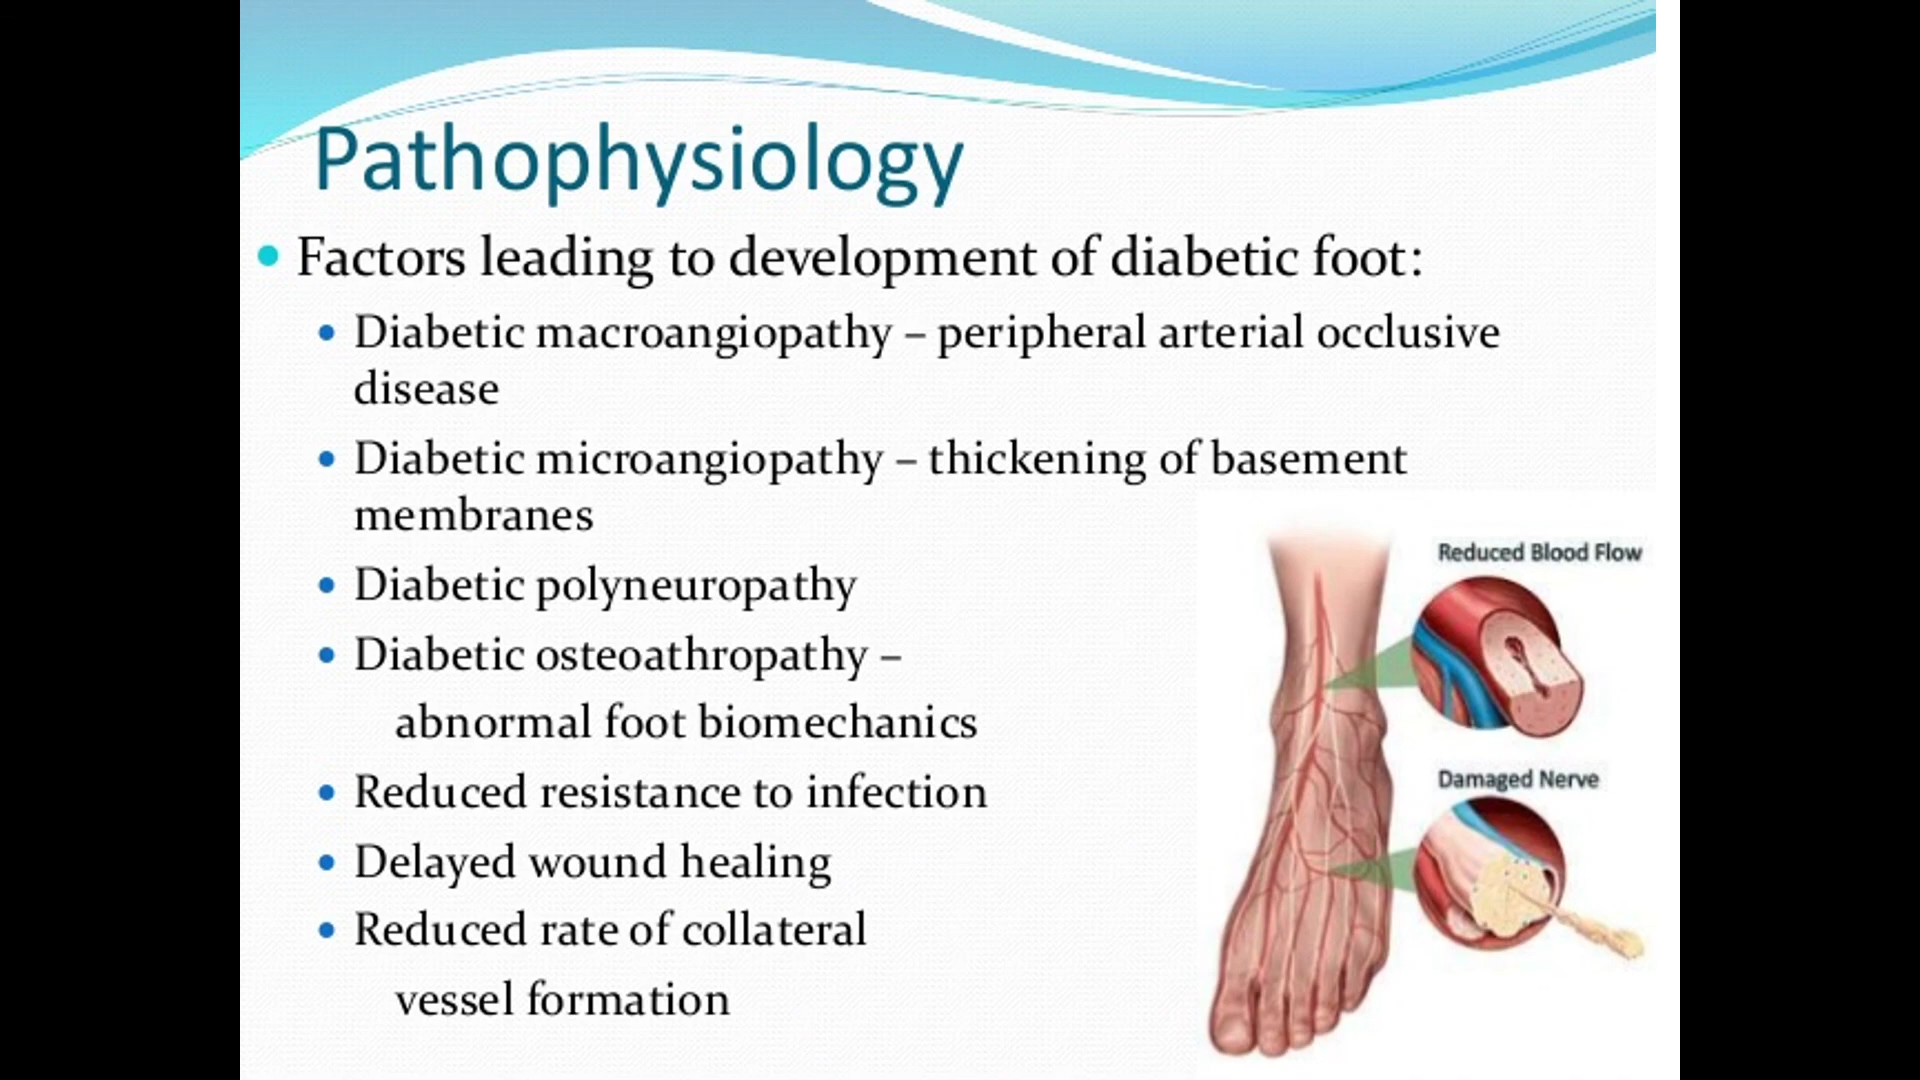 Pathophysiology
• Factors leading to development of diabetic foot:
• Diabetic macroangiopathy – peripheral arterial occlusive
disease
• Diabetic microangiopathy – thickening of basement
membranes
• Diabetic polyneuropathy
• Diabetic osteoathropathy –
abnormal foot biomechanics
• Reduced resistance to infection
• Delayed wound healing
• Reduced rate of collateral
vessel formation
Reduced Blood Flow
Damaged Nerve